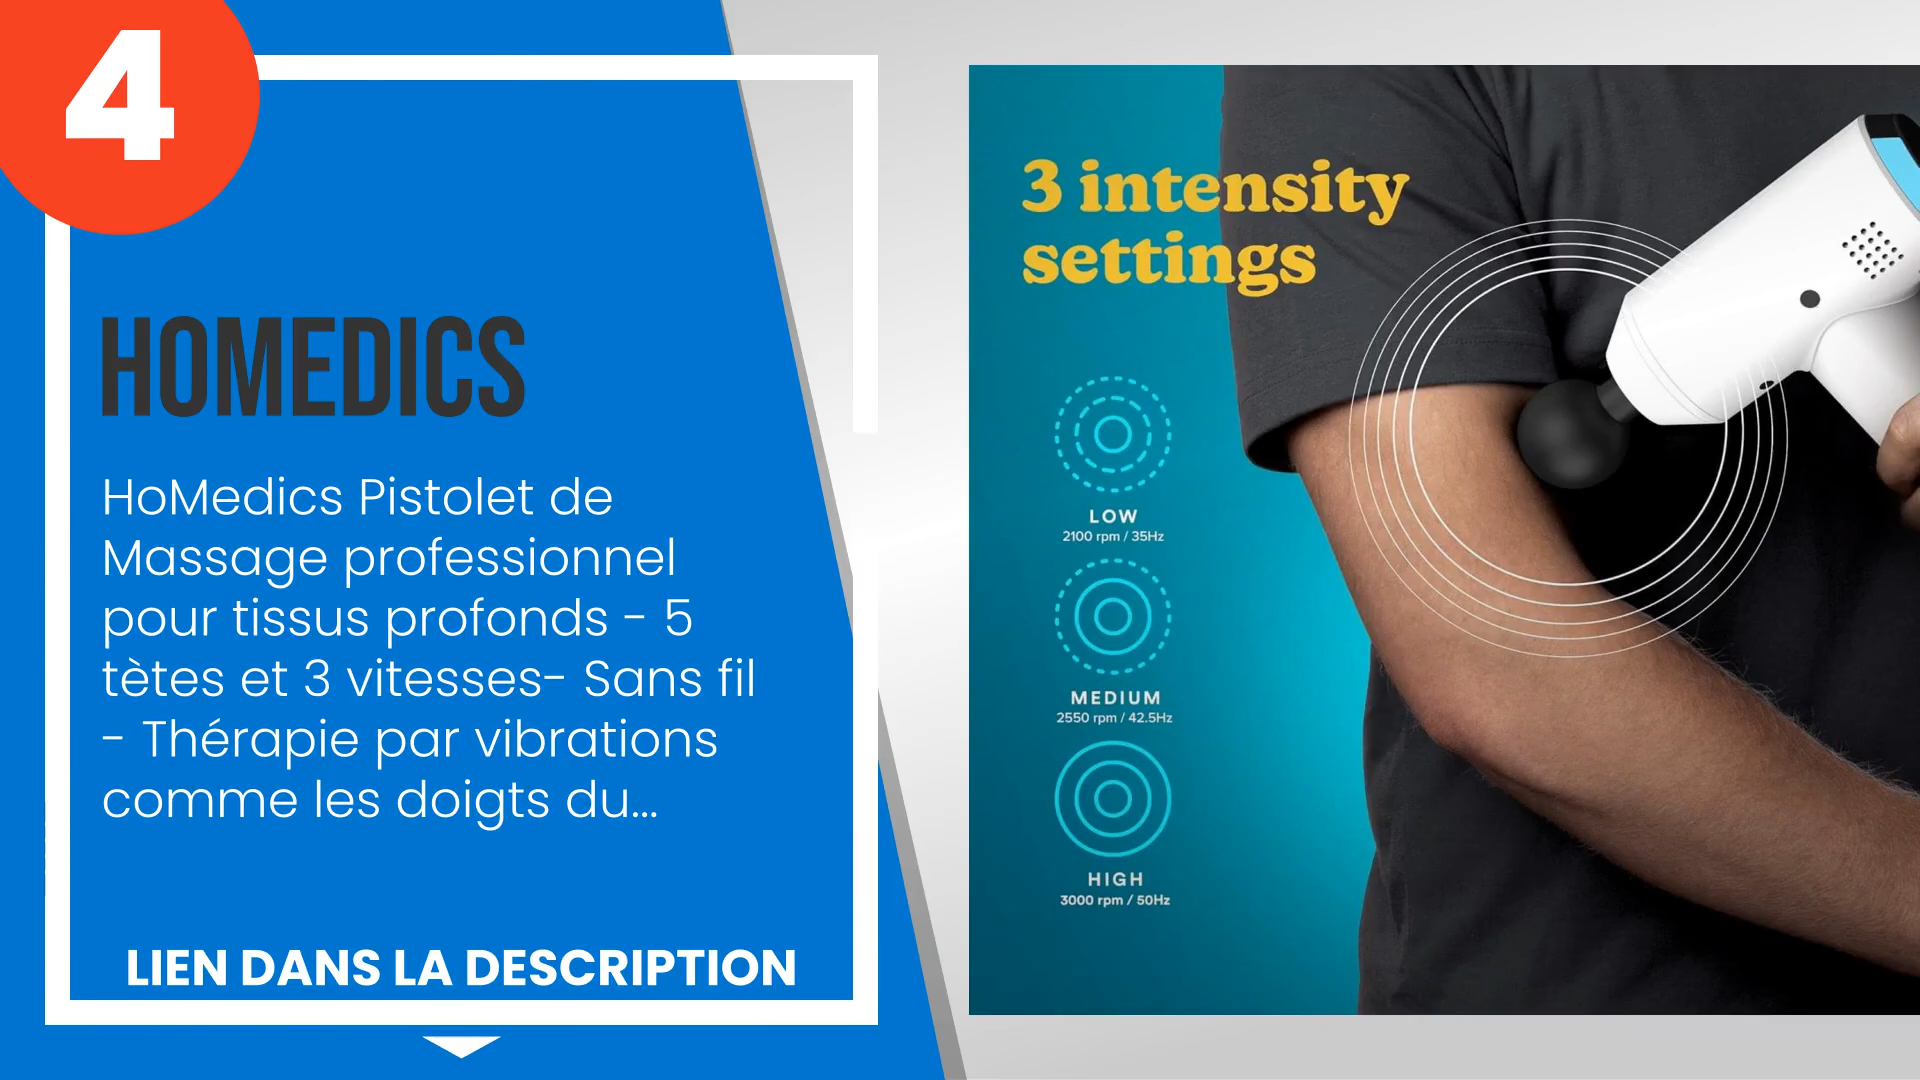 4
HOMEDICS
HoMedics Pistolet de
Massage professionnel
pour tissus profonds - 5
tètes et 3 vitesses- Sans fil
- Thérapie par vibrations
comme les doigts du...
LIEN DANS LA DESCRIPTION
3 intensity
settings
LOW
2100 rpm / 35Hz
MEDIUM
2550 rpm / 42.5Hz
HIGH
3000 rpm / 50Hz